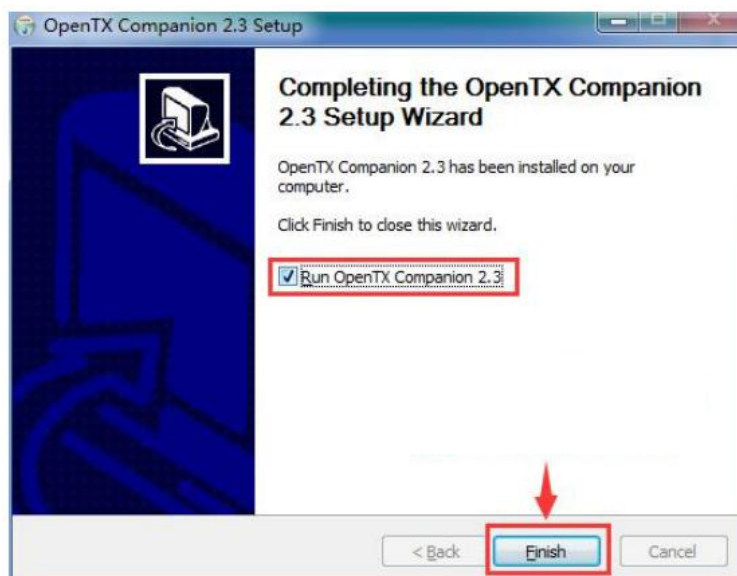 OpenTX Companion 2.3 Setup
Completing the OpenTX Companion
2.3 Setup Wizard
OpenTX Companion 2.3 has been installed on your
computer.
Click Finish to close this wizard.
Run OpenTX Companion 2.3
< Back Finish Cancel